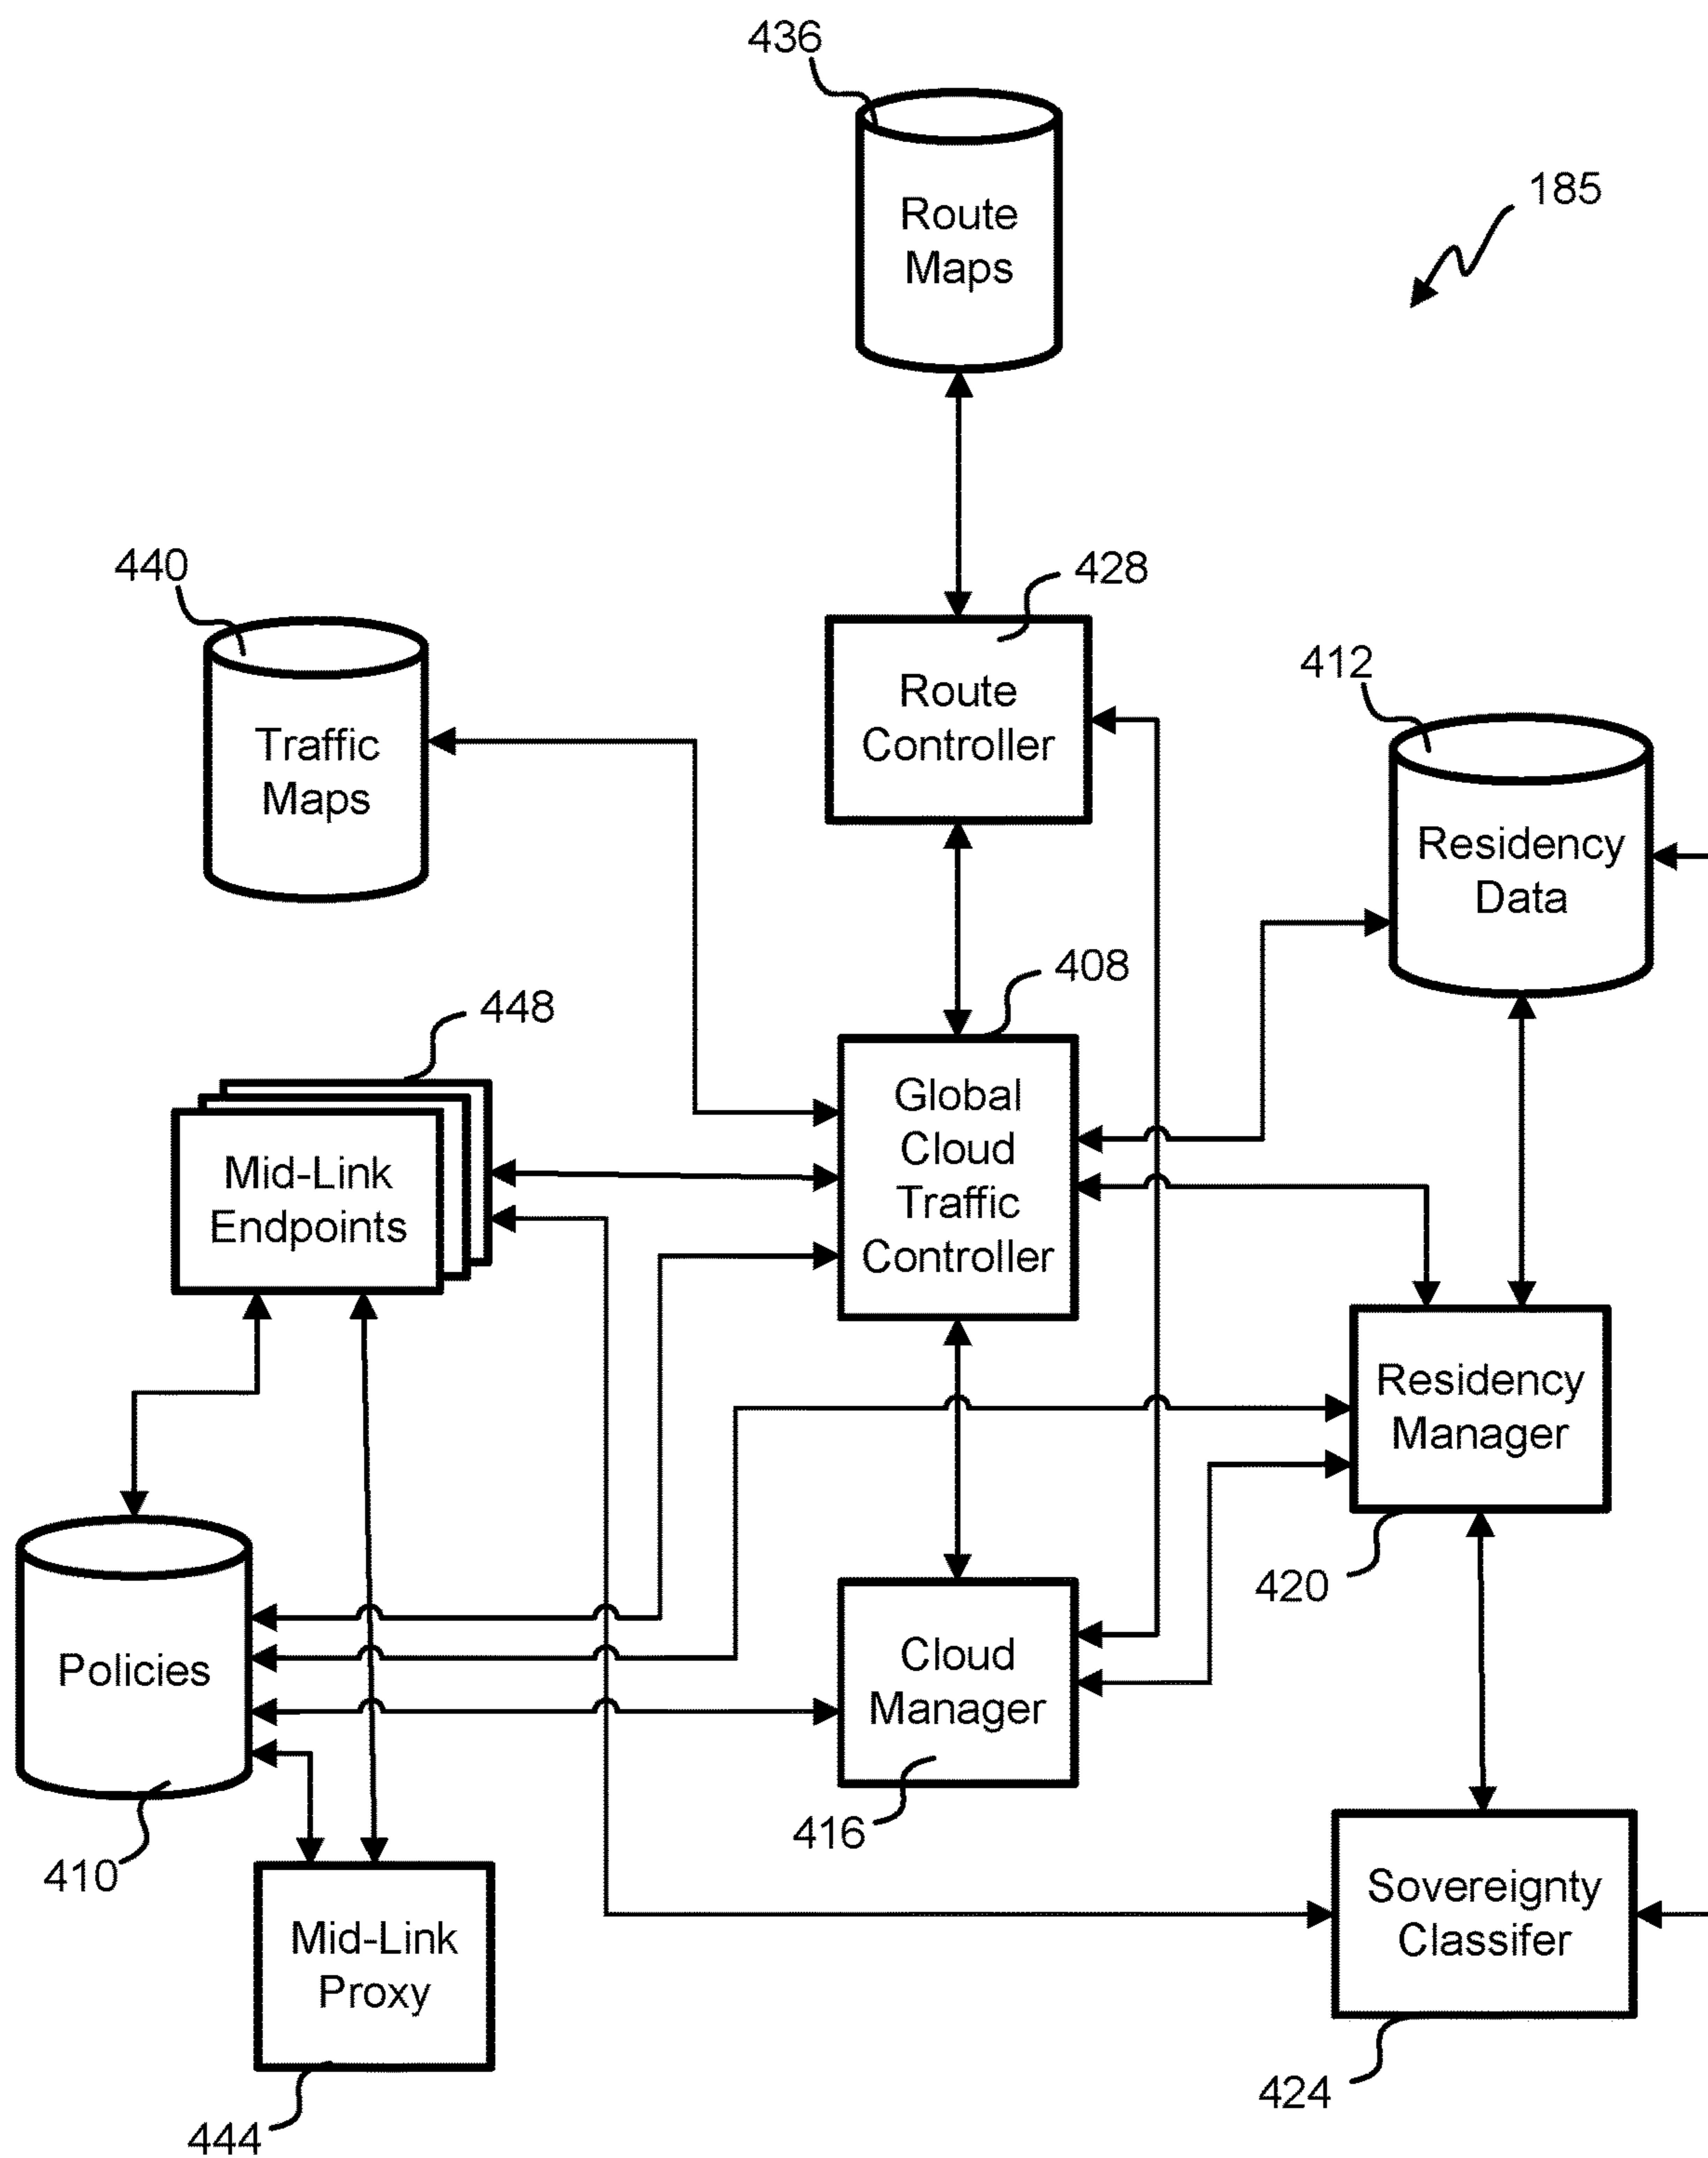 436
185
Route
Maps
440
428
Route
Controller
412
Traffic
Maps
Residency
Data
408
448
Global
Cloud
Traffic
Controller
Mid-Link
Endpoints
Residency
Manager
420
Policies
Cloud
Manager
416
410
Sovereignty
Classifer
Mid-Link
Proxy
424
444